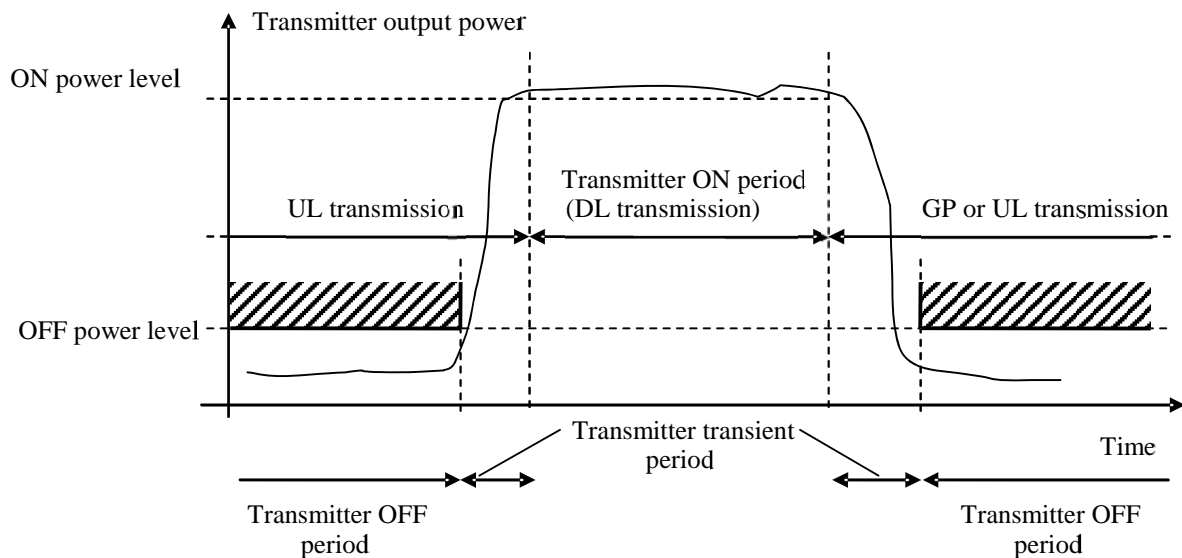 Transmitter output power
ON power level
Transmitter ON period
(DL transmission)
UL transmission
GP or UL transmission
OFF power level
Transmitter transient
period
Time
Transmitter OFF
period
Transmitter OFF
period